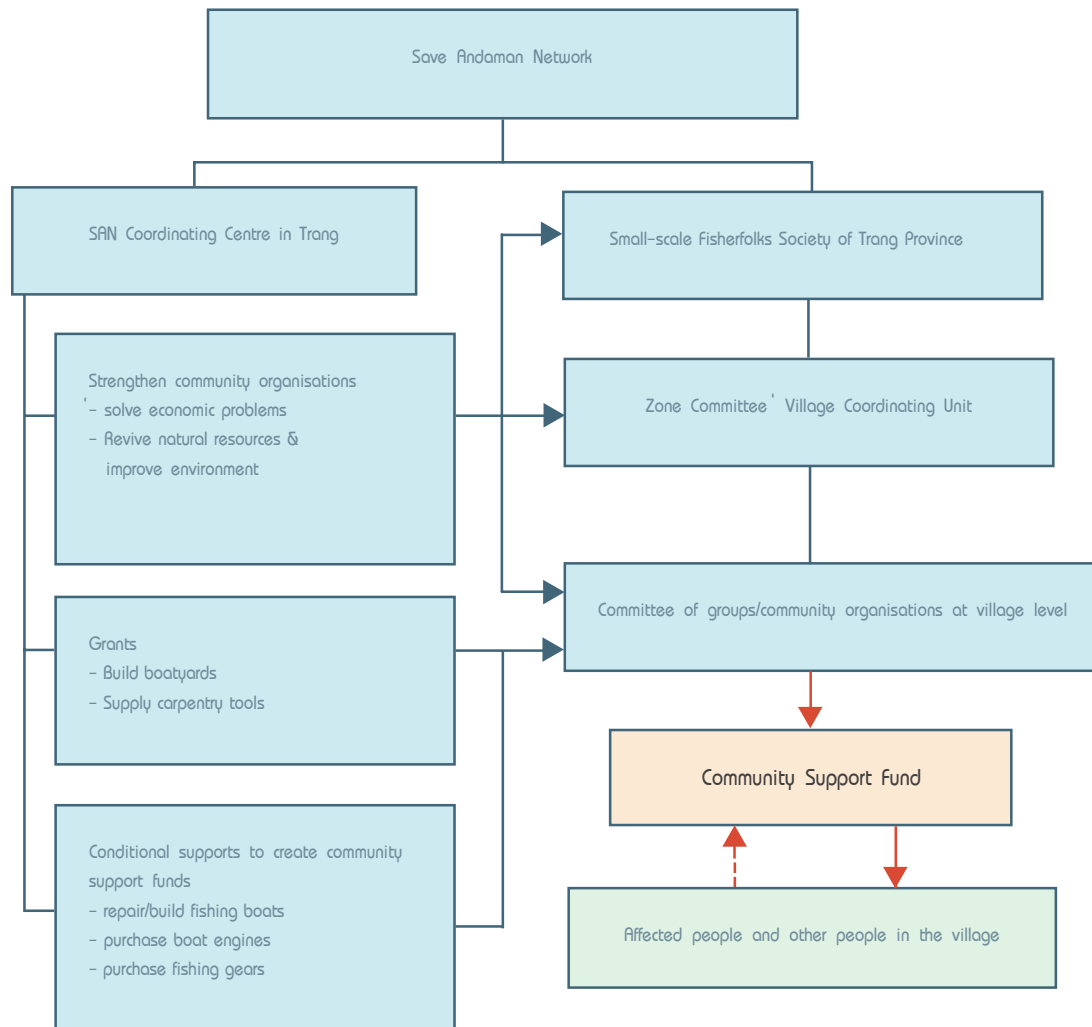 Save Andaman Network
SAN Coordinating Centre in Trang
Small-scale Fisherfolks Society of Trang Province
Strengthen community organisations
'- solve economic problems
- Revive natural resources &
improve environment
Zone Committee' Village Coordinating Unit
Grants
- Build boatyards
- Supply carpentry tools
Committee of groups/community organisations at village level
Community Support Fund
Conditional supports to create community
support funds
- repair/build fishing boats
- purchase boat engines
- purchase fishing gears
Affected people and other people in the village